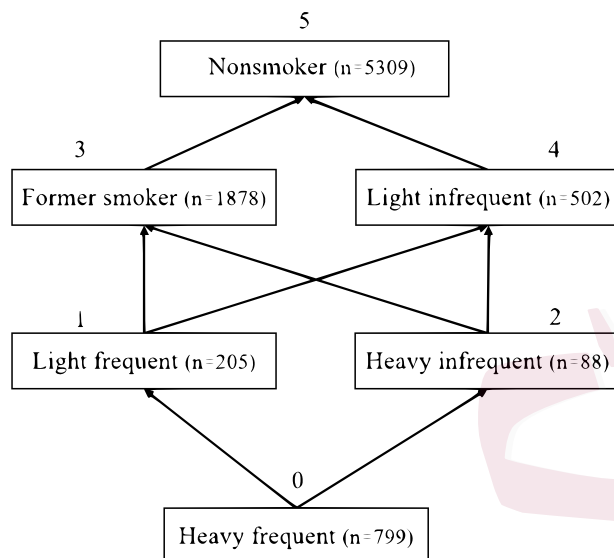 5
Nonsmoker (n=5309)
3
4
Former smoker (n=1878)
Light infrequent (n=502)
1
2
Light frequent (n=205)
Heavy infrequent (n=88)
0
Heavy frequent (n=799)